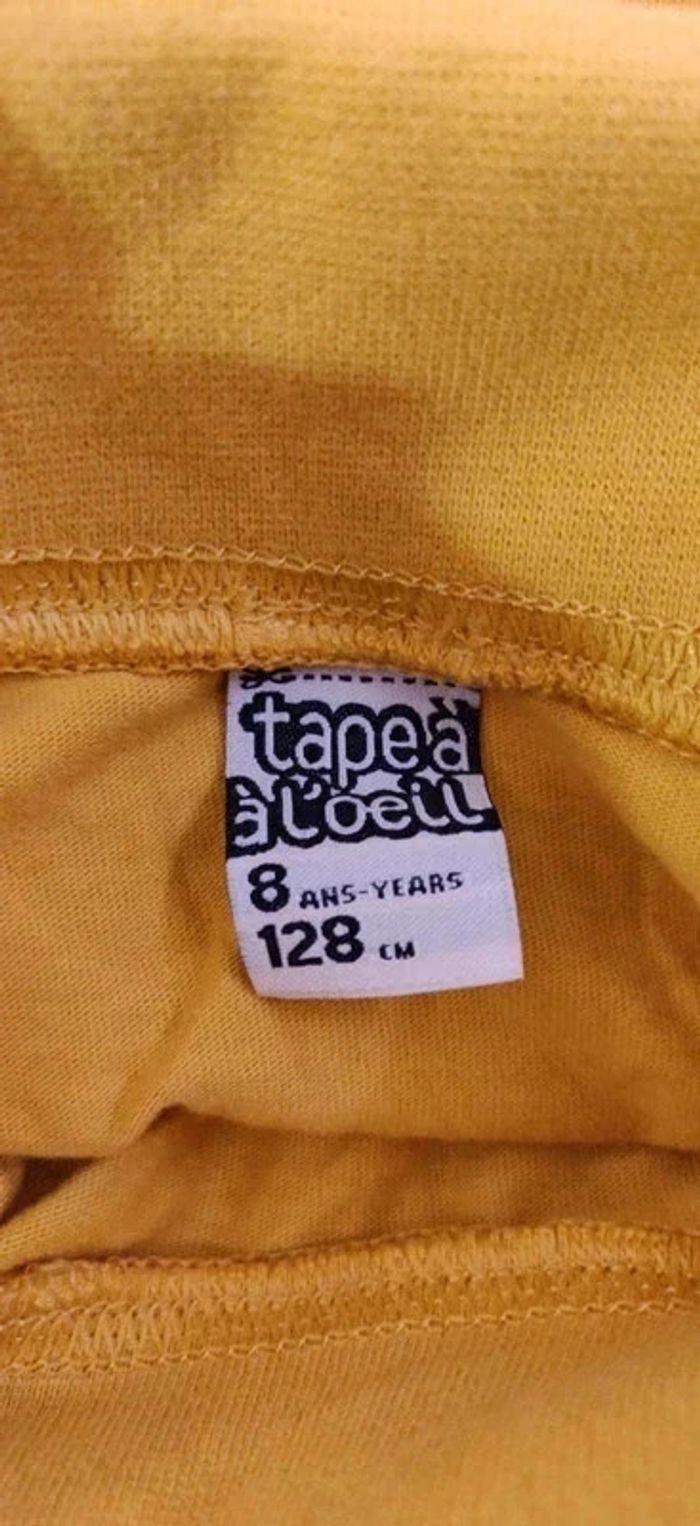 tape à
à l'oeil
8 ANS-YEARS
128 CM